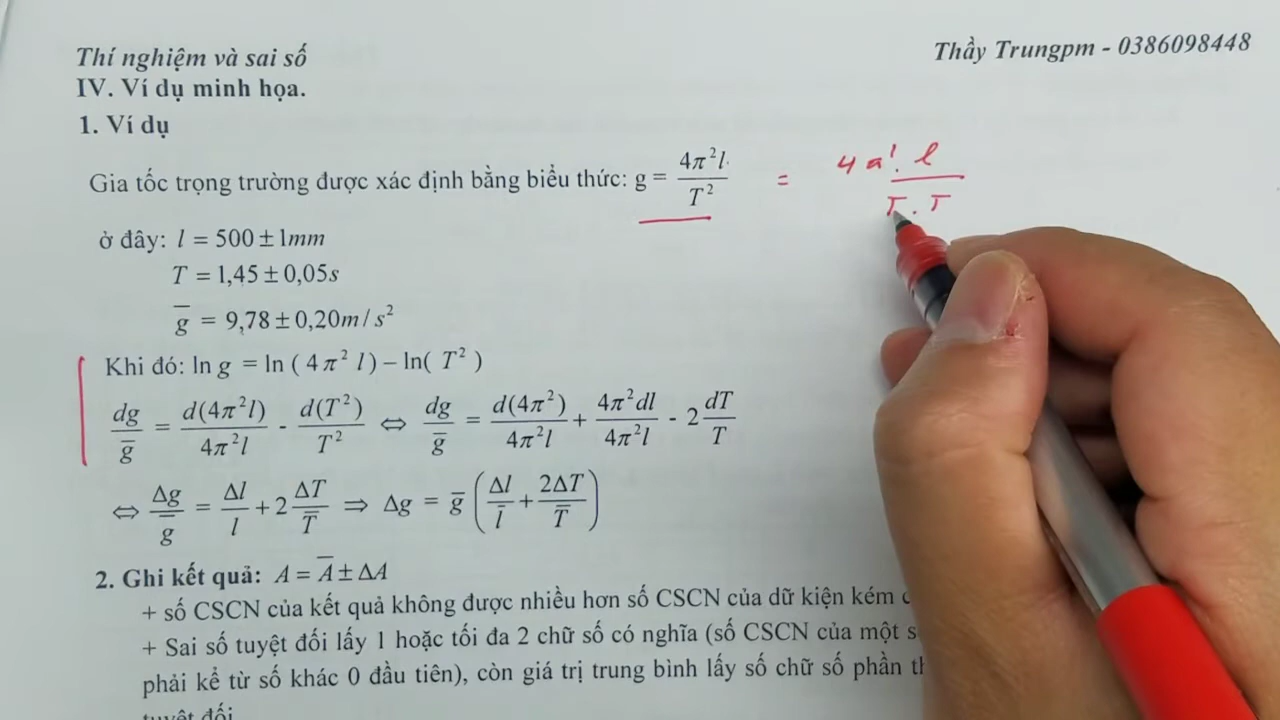 Thí nghiệm và sai số
Thầy Trungpm - 0386098448
IV. Ví dụ minh họa.
1. Ví dụ
Gia tốc trọng trường được xác định bằng biểu thức: g = 4π²l / T² = 4 . l / T . T
ở đây: l = 500 ± 1mm
T = 1,45 ± 0,05s
g̅ = 9,78 ± 0,20m / s²
Khi đó: ln g = ln ( 4π² l ) – ln( T² )
dg / g̅ = d(4π²l) / 4π²l - d(T²) / T² ⇔ dg / g̅ = d(4π²) / 4π²l + 4π²dl / 4π²l - 2 dT / T
⇔ Δg / g̅ = Δl / l + 2 ΔT / T̅ ⇒ Δg = g̅ ( Δl / l̅ + 2ΔT / T̅ )
2. Ghi kết quả: A = A̅ ± ΔA
+ số CSCN của kết quả không được nhiều hơn số CSCN của dữ kiện kém
+ Sai số tuyệt đối lấy 1 hoặc tối đa 2 chữ số có nghĩa (số CSCN của một
phải kể từ số khác 0 đầu tiên), còn giá trị trung bình lấy số chữ số phần
tuyệt đối